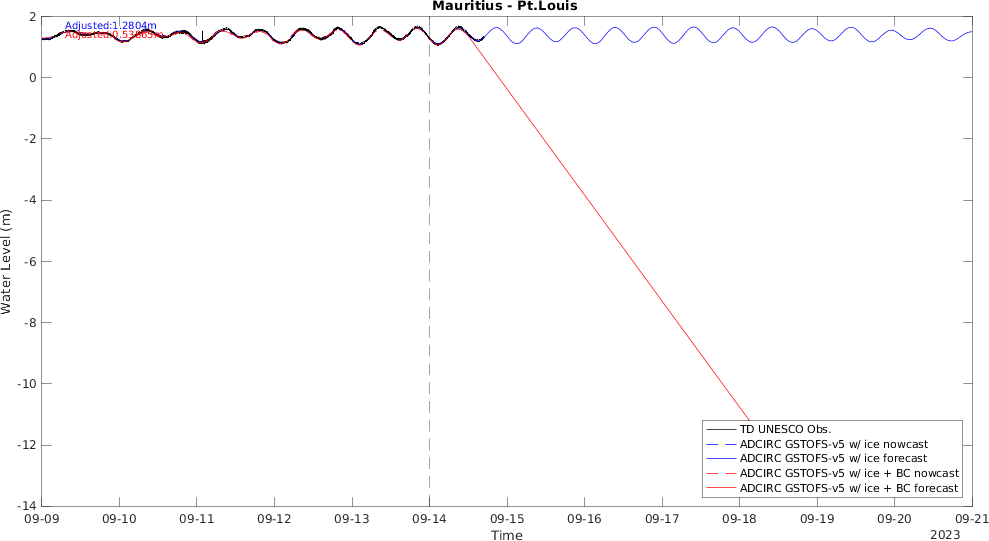 Mauritius - Pt.Louis
Adjusted:1.2804m
Water Level (m)
2
0
-2
-4
-6
-8
-10
-12
-14
TD UNESCO Obs.
ADCIRC GSTOFS-v5 w/ ice nowcast
ADCIRC GSTOFS-v5 w/ ice forecast
ADCIRC GSTOFS-v5 w/ ice + BC nowcast
ADCIRC GSTOFS-v5 w/ ice + BC forecast
09-09 09-10 09-11 09-12 09-13 09-14 09-15 09-16 09-17 09-18 09-19 09-20 09-21
Time
2023